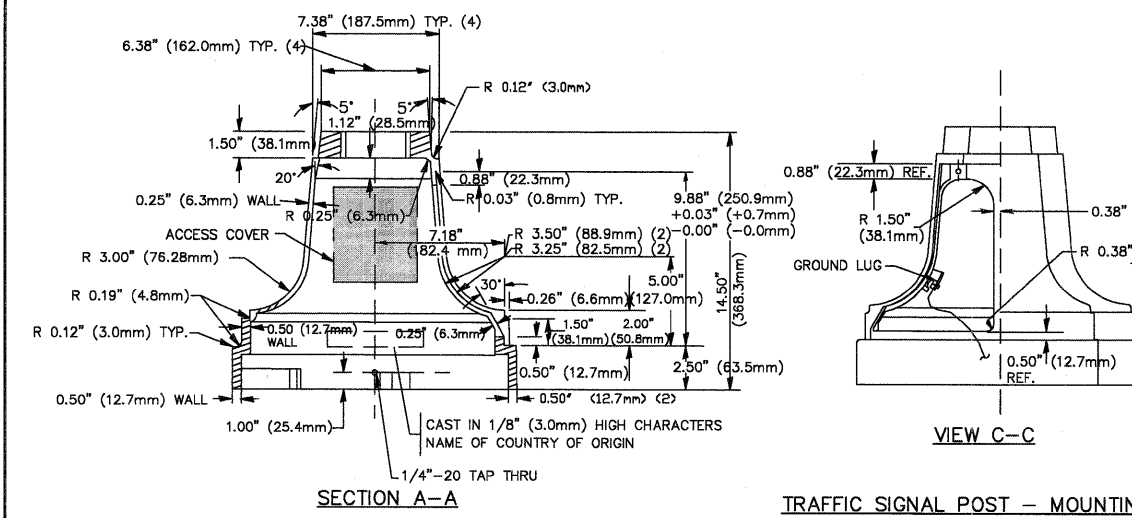 7.38" (187.5mm) TYP. (4)
6.38" (162.0mm) TYP. (4)
R 0.12" (3.0mm)
5°
5°
1.12" (28.5mm)
1.50" (38.1mm)
20°
0.88" (22.3mm)
R 0.03" (0.8mm) TYP.
0.25" (6.3mm) WALL
R 0.25" (6.3mm)
9.88" (250.9mm)
+0.03" (+0.7mm)
-0.00" (-0.0mm)
ACCESS COVER
7.18"
(182.4 mm)
R 3.50" (88.9mm) (2)
R 3.25" (82.5mm) (2)
R 3.00" (76.28mm)
5.00"
(127.0mm)
14.50"
(368.3mm)
30°
0.26" (6.6mm)
R 0.19" (4.8mm)
R 0.12" (3.0mm) TYP.
0.50 (12.7mm)
WALL
0.25" (6.3mm)
1.50"
(38.1mm)
2.00"
(50.8mm)
0.50" (12.7mm)
2.50" (63.5mm)
0.50" (12.7mm) WALL
0.50" (12.7mm) (2)
1.00" (25.4mm)
CAST IN 1/8" (3.0mm) HIGH CHARACTERS
NAME OF COUNTRY OF ORIGIN
1/4"-20 TAP THRU
SECTION A-A
0.88" (22.3mm) REF.
R 1.50"
(38.1mm)
0.38"
R 0.38"
GROUND LUG
0.50" (12.7mm)
REF.
VIEW C-C
TRAFFIC SIGNAL POST - MOUNTIN